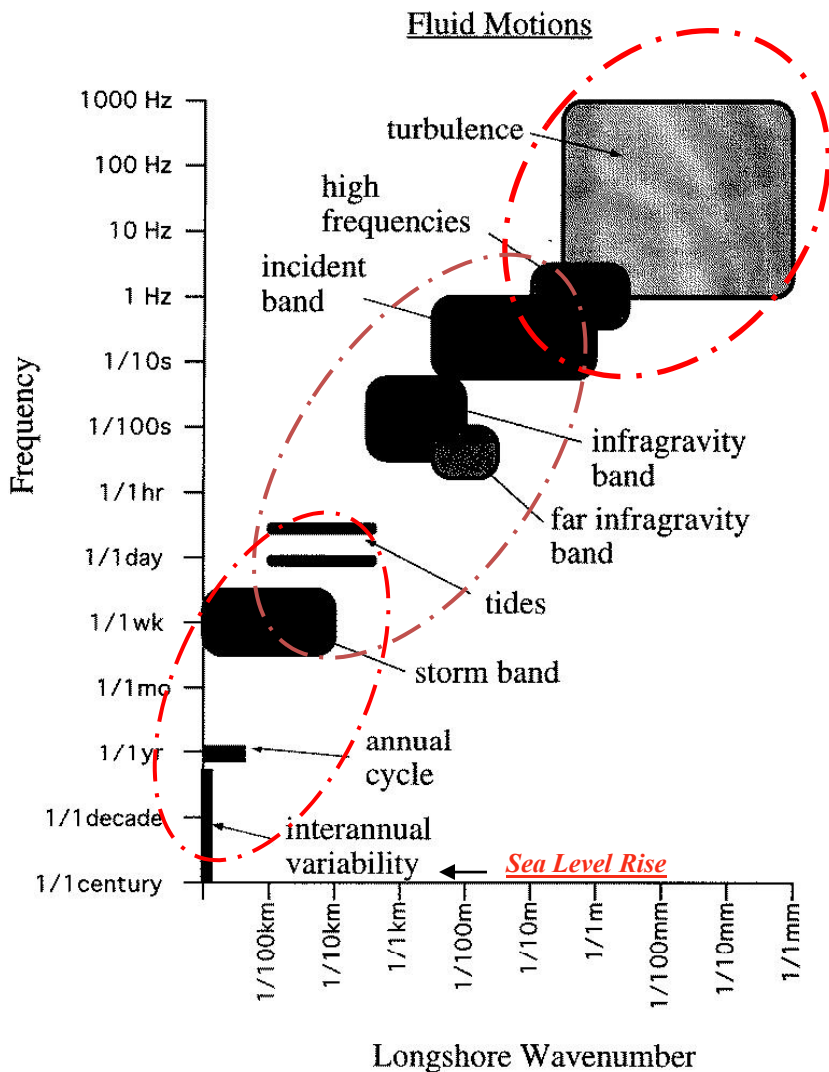 Fluid Motions
1000 Hz
100 Hz
10 Hz
1 Hz
1/10s
1/100s
1/1hr
1/1day
1/1wk
1/1mo
1/1yr
1/1decade
1/1century
Frequency
turbulence
high
frequencies
incident
band
infragravity
band
far infragravity
band
tides
storm band
annual
cycle
interannual
variability
Sea Level Rise
1/100km
1/10km
1/1km
1/100m
1/10m
1/1m
1/100mm
1/10mm
1/1mm
Longshore Wavenumber